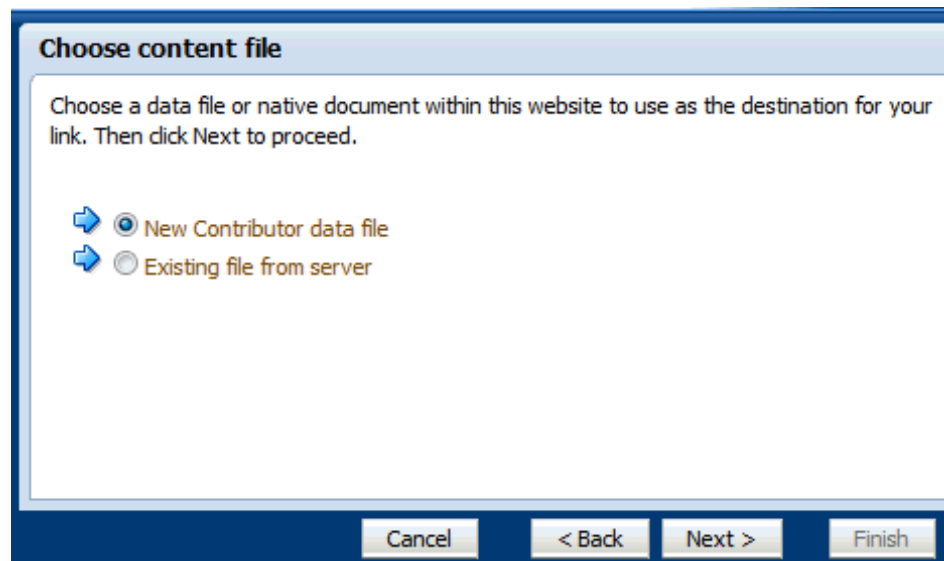 Choose content file
Choose a data file or native document within this website to use as the destination for your
link. Then click Next to proceed.
New Contributor data file
Existing file from server
Cancel
< Back
Next >
Finish